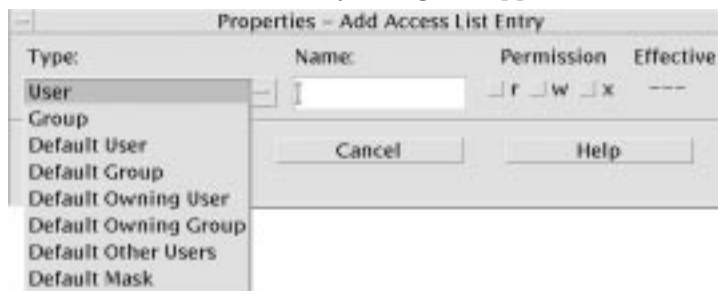 Properties – Add Access List Entry
Type: Name: Permission Effective
User r w x ---
Group
Default User Cancel Help
Default Group
Default Owning User
Default Owning Group
Default Other Users
Default Mask